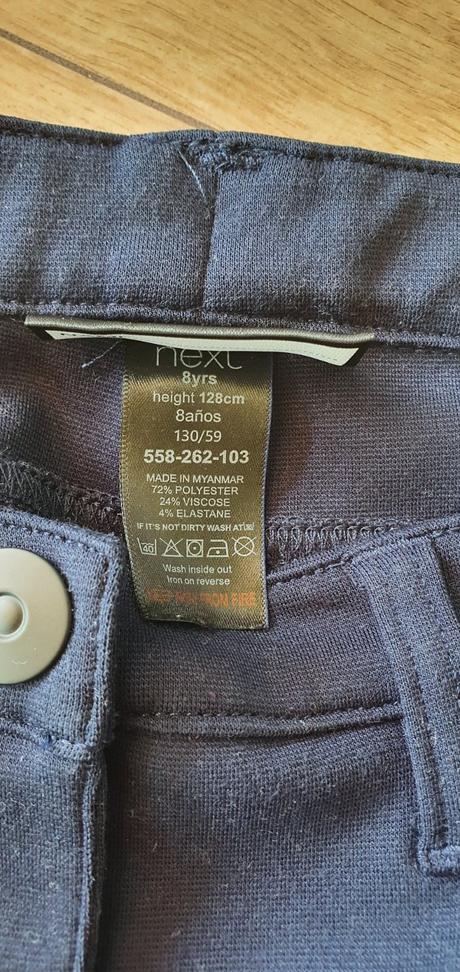 next
8yrs
height 128cm
8años
130/59
558-262-103
MADE IN MYANMAR
72% POLYESTER
24% VISCOSE
4% ELASTANE
IF IT'S NOT DIRTY WASH AT 30
40
Wash inside out
Iron on reverse
KEEP AWAY FROM FIRE